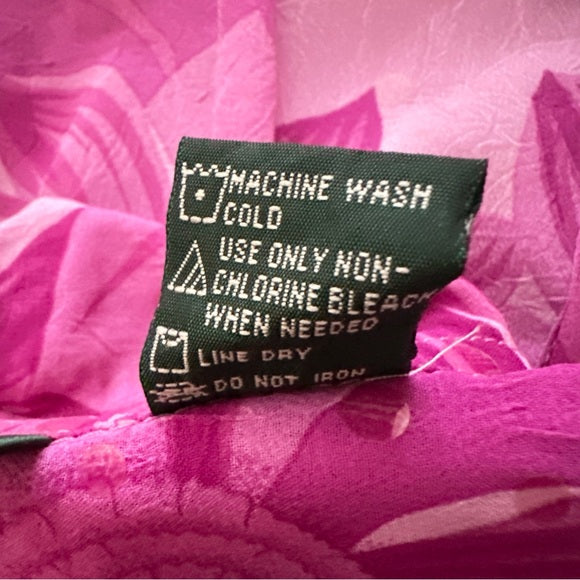 MACHINE WASH
COLD
USE ONLY NON-
CHLORINE BLEACH
WHEN NEEDED
LINE DRY
DO NOT IRON